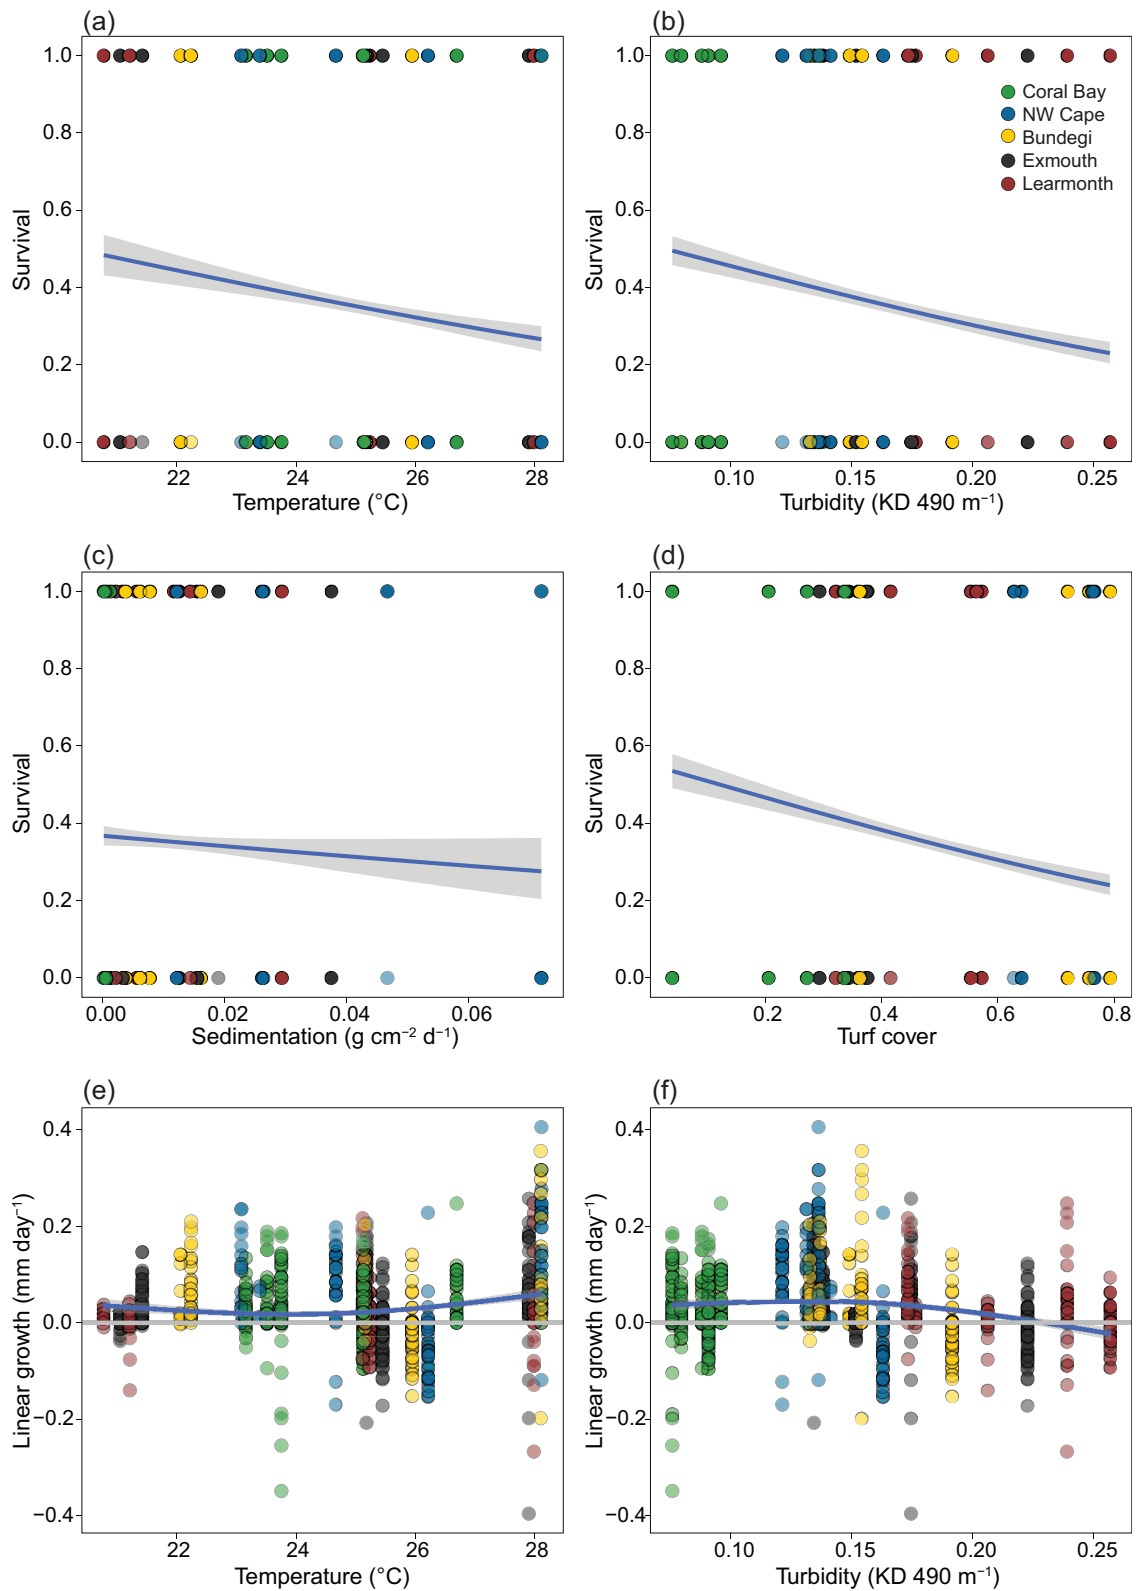 (a)
(b)
1.0
0.8
0.6
0.4
0.2
0.0
Survival
22
24
26
28
Temperature (°C)
1.0
0.8
0.6
0.4
0.2
0.0
Survival
Coral Bay
NW Cape
Bundegi
Exmouth
Learmonth
0.10
0.15
0.20
0.25
Turbidity (KD 490 m⁻¹)
(c)
(d)
1.0
0.8
0.6
0.4
0.2
0.0
Survival
0.00
0.02
0.04
0.06
Sedimentation (g cm⁻² d⁻¹)
1.0
0.8
0.6
0.4
0.2
0.0
Survival
0.2
0.4
0.6
0.8
Turf cover
(e)
(f)
0.4
0.2
0.0
−0.2
−0.4
Linear growth (mm day⁻¹)
22
24
26
28
Temperature (°C)
0.4
0.2
0.0
−0.2
−0.4
Linear growth (mm day⁻¹)
0.10
0.15
0.20
0.25
Turbidity (KD 490 m⁻¹)